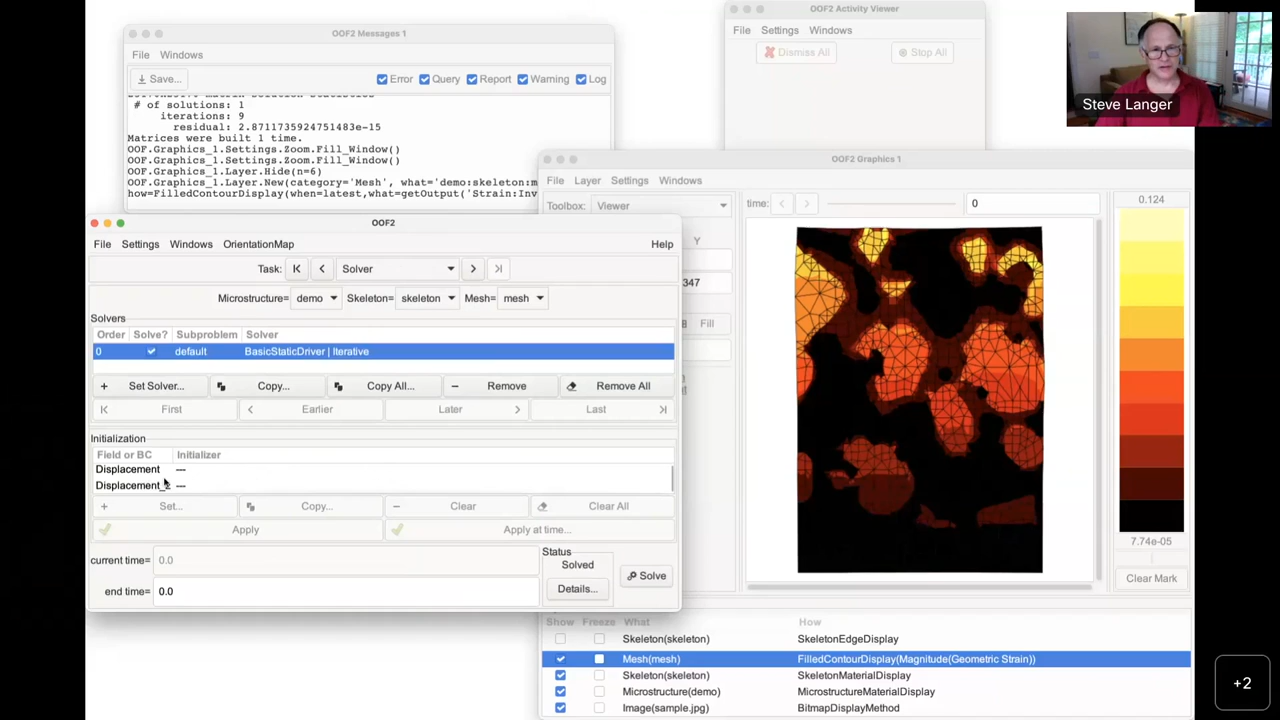 OOF2 Messages 1
File Windows
Save...
Error Query Report Warning Log
# of solutions: 1
iterations: 9
residual: 2.8711735924751483e-15
Matrices were built 1 time.
OOF.Graphics_1.Settings.Zoom.Fill_Window()
OOF.Graphics_1.Settings.Zoom.Fill_Window()
OOF.Graphics_1.Layer.Hide(n=6)
OOF.Graphics_1.Layer.New(category='Mesh', what='demo:skeleton:m
how=FilledContourDisplay(when=latest,what=getOutput('Strain:Inv
OOF2 Activity Viewer
File Settings Windows
Dismiss All Stop All
Steve Langer
OOF2 Graphics 1
File Layer Settings Windows
Toolbox: Viewer
time: 0
Y
347
Fill
0.124
7.74e-05
Clear Mark
Show Freeze What How
Skeleton(skeleton) SkeletonEdgeDisplay
Mesh(mesh) FilledContourDisplay(Magnitude(Geometric Strain))
Skeleton(skeleton) SkeletonMaterialDisplay
Microstructure(demo) MicrostructureMaterialDisplay
Image(sample.jpg) BitmapDisplayMethod
OOF2
File Settings Windows OrientationMap Help
Task: Solver
Microstructure= demo Skeleton= skeleton Mesh= mesh
Solvers
Order Solve? Subproblem Solver
0 default BasicStaticDriver | Iterative
+ Set Solver... Copy... Copy All... − Remove Remove All
First Earlier Later Last
Initialization
Field or BC Initializer
Displacement ---
Displacement_z ---
+ Set... Copy... − Clear Clear All
Apply Apply at time...
current time= 0.0
end time= 0.0
Status
Solved
Details...
Solve
+2